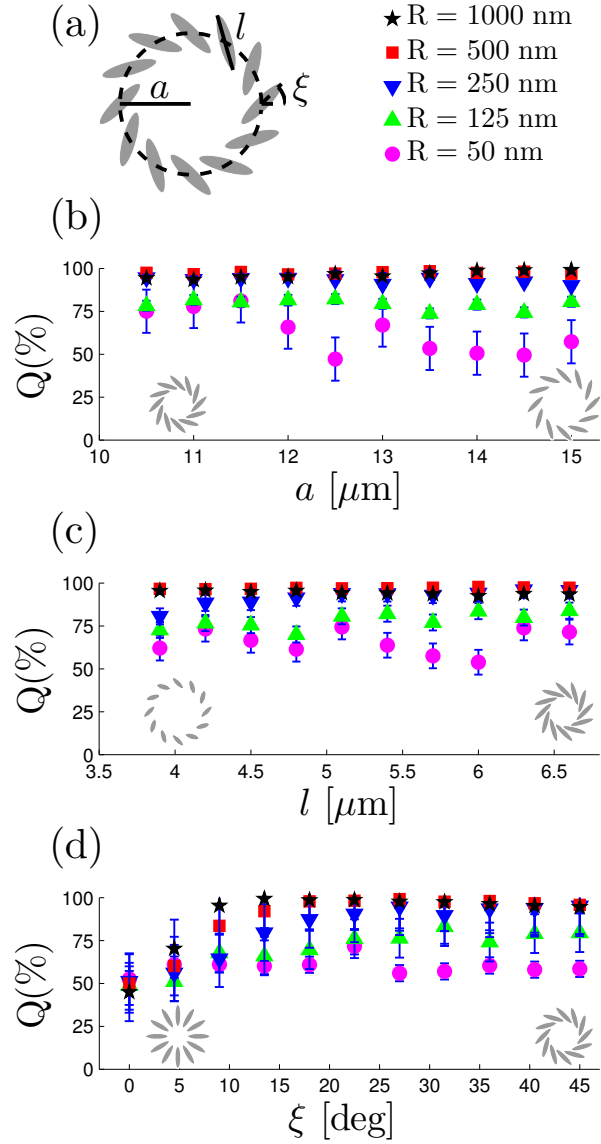 (a)
l
a
ξ
R = 1000 nm
R = 500 nm
R = 250 nm
R = 125 nm
R = 50 nm
(b)
Q(%)
100
75
50
25
0
10 11 12 13 14 15
a [μm]
(c)
Q(%)
100
75
50
25
0
3.5 4 4.5 5 5.5 6 6.5
l [μm]
(d)
Q(%)
100
75
50
25
0
0 5 10 15 20 25 30 35 40 45
ξ [deg]